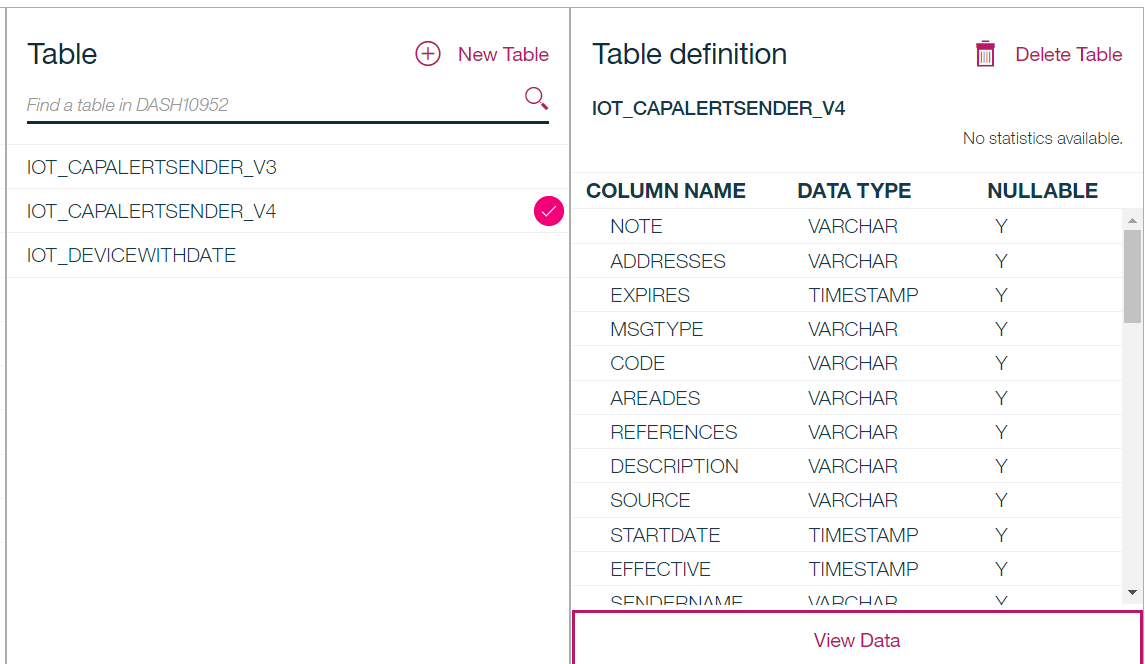 Table
New Table
Find a table in DASH10952
IOT_CAPALERTSENDER_V3
IOT_CAPALERTSENDER_V4
IOT_DEVICEWITHDATE
Table definition
Delete Table
IOT_CAPALERTSENDER_V4
No statistics available.
COLUMN NAME DATA TYPE NULLABLE
NOTE VARCHAR Y
ADDRESSES VARCHAR Y
EXPIRES TIMESTAMP Y
MSGTYPE VARCHAR Y
CODE VARCHAR Y
AREADES VARCHAR Y
REFERENCES VARCHAR Y
DESCRIPTION VARCHAR Y
SOURCE VARCHAR Y
STARTDATE TIMESTAMP Y
EFFECTIVE TIMESTAMP Y
SENDERNAME VARCHAR Y
View Data